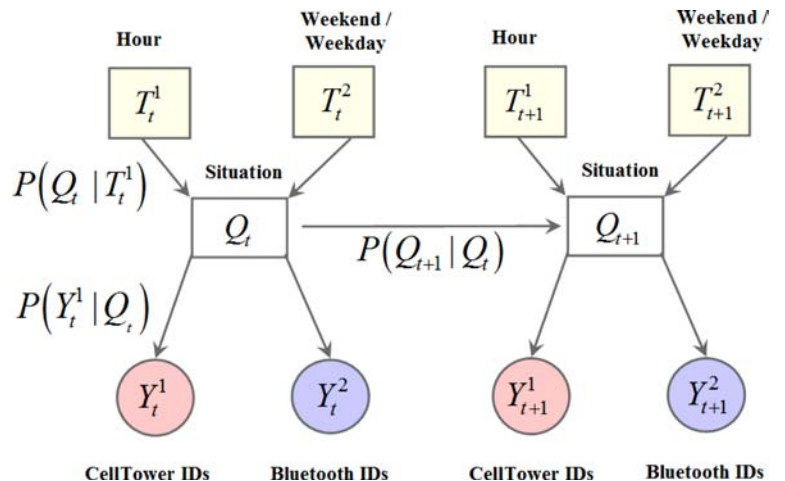 Hour
Weekend /
Weekday
Hour
Weekend /
Weekday
T_t^1
T_t^2
T_{t+1}^1
T_{t+1}^2
P(Q_t | T_t^1)
Situation
Situation
Q_t
P(Q_{t+1} | Q_t)
Q_{t+1}
P(Y_t^1 | Q_t)
Y_t^1
Y_t^2
Y_{t+1}^1
Y_{t+1}^2
CellTower IDs
Bluetooth IDs
CellTower IDs
Bluetooth IDs